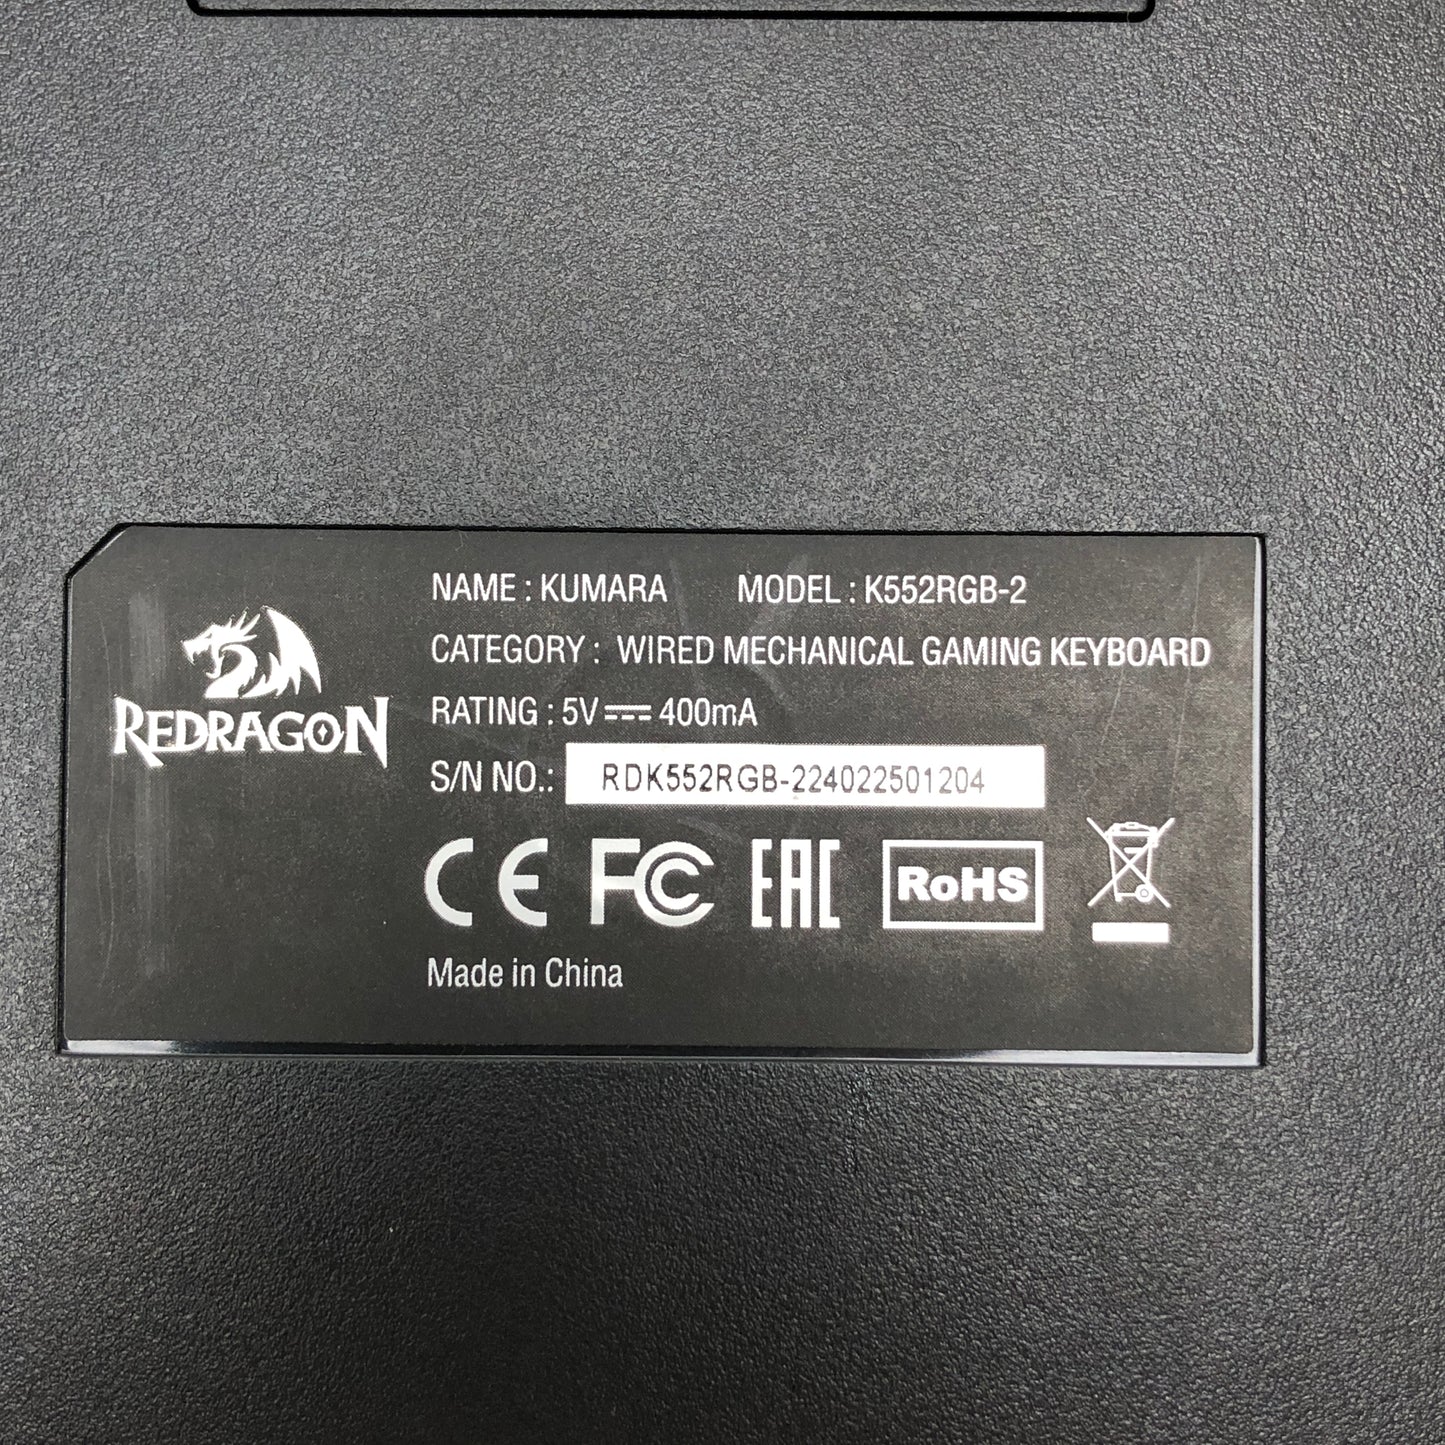 REDRAGON
NAME : KUMARA MODEL : K552RGB-2
CATEGORY : WIRED MECHANICAL GAMING KEYBOARD
RATING : 5V⎓400mA
S/N NO.: RDK552RGB-224022501204
CE FC EAC RoHS
Made in China